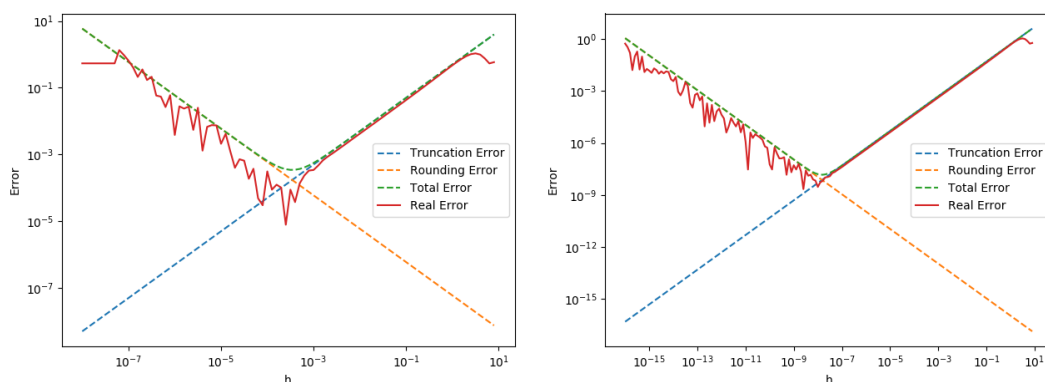 10^1
10^-1
10^-3
10^-5
10^-7
Error
10^-7
10^-5
10^-3
10^-1
10^1
h
Truncation Error
Rounding Error
Total Error
Real Error
10^0
10^-3
10^-6
10^-9
10^-12
10^-15
Error
10^-15
10^-13
10^-11
10^-9
10^-7
10^-5
10^-3
10^-1
10^1
h
Truncation Error
Rounding Error
Total Error
Real Error